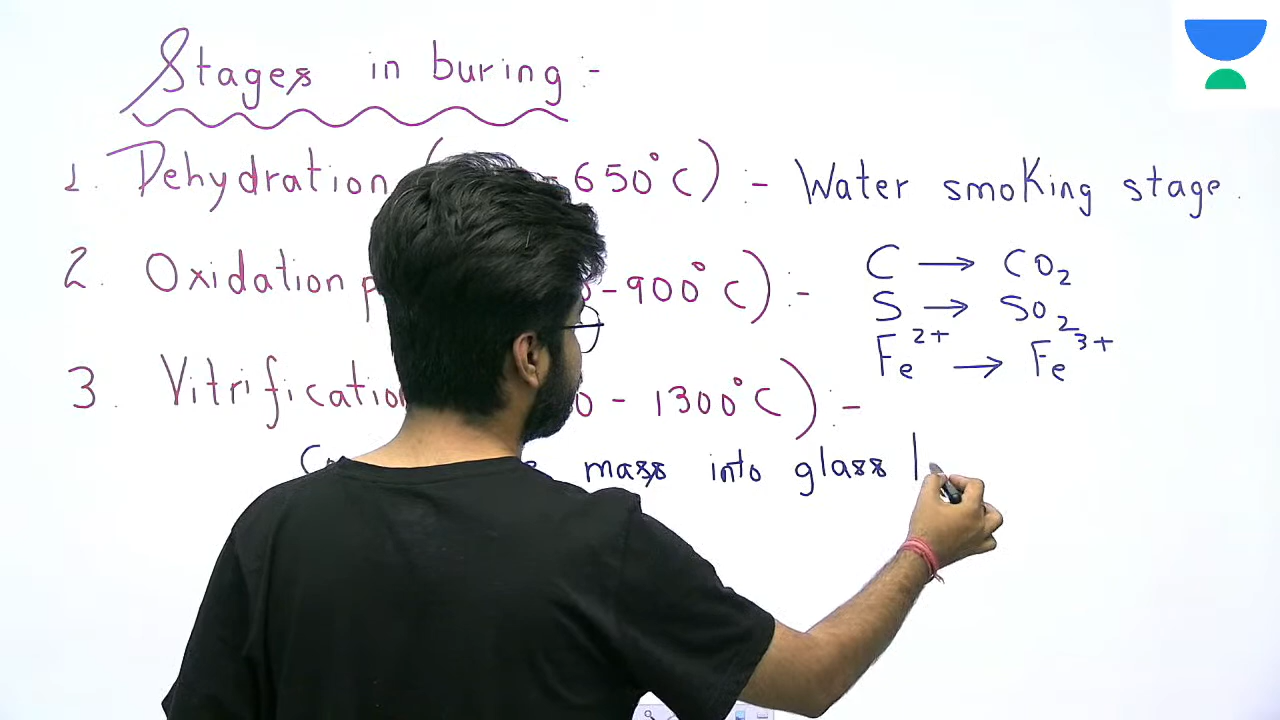 Stages in buring :-
1. Dehydration ( - 650°C) :- Water smoking stage.
2. Oxidation - 900°C) :-
C → CO2
S → SO2
Fe2+ → Fe3+
3. Vitrification - 1300°C) :-
mass into glass